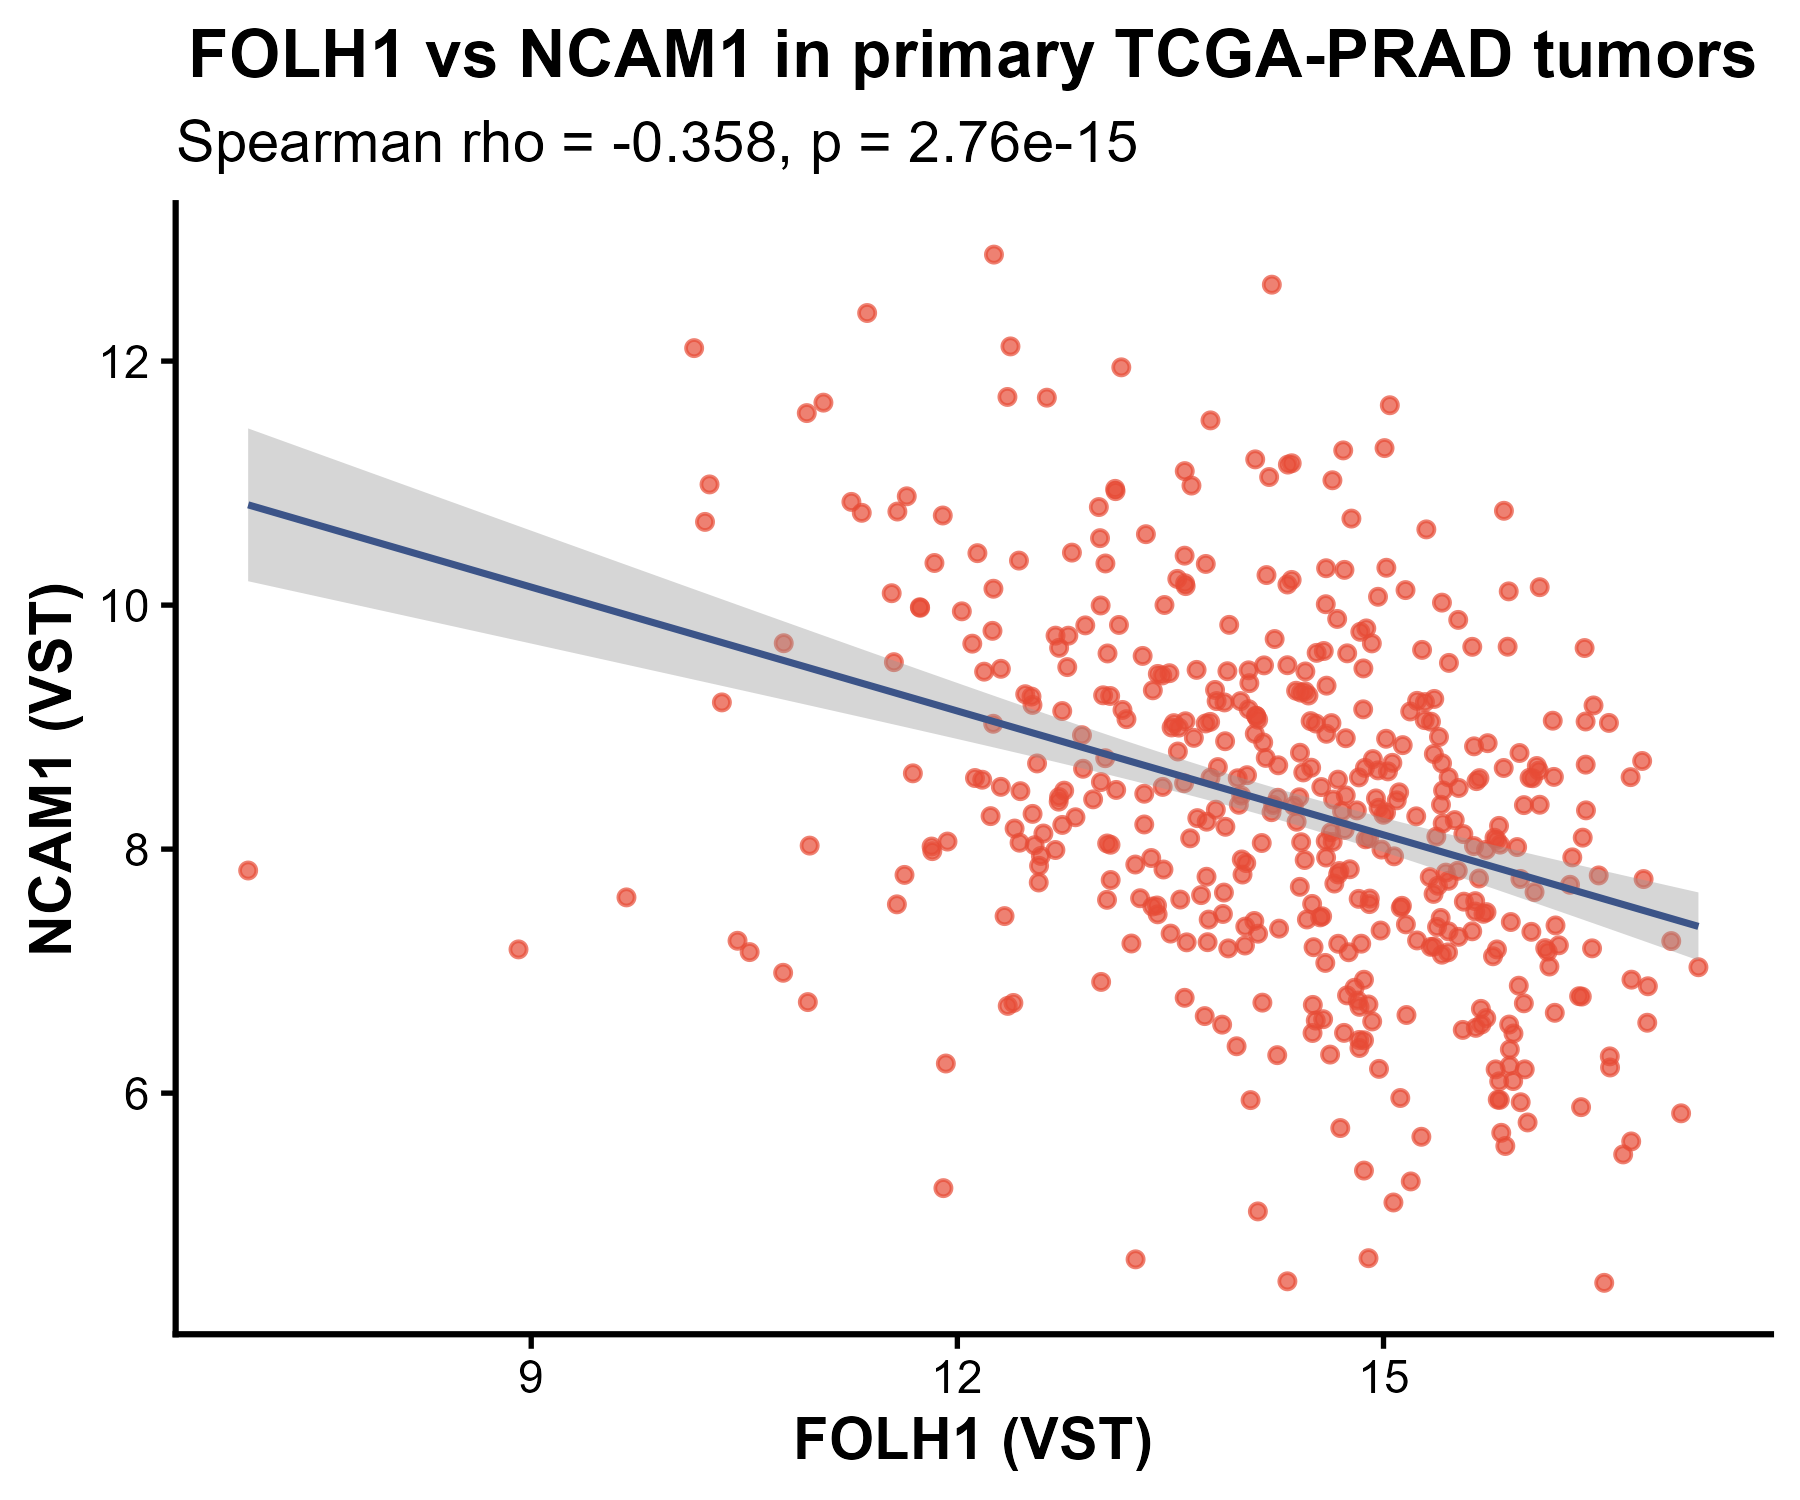 FOLH1 vs NCAM1 in primary TCGA-PRAD tumors
Spearman rho = -0.358, p = 2.76e-15
NCAM1 (VST)
12
10
8
6
9
12
15
FOLH1 (VST)